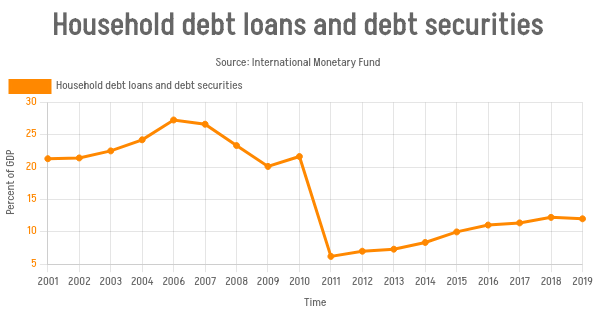 Household debt loans and debt securities
Source: International Monetary Fund
Household debt loans and debt securities
30
25
20
15
10
5
Percent of GDP
2001 2002 2003 2004 2006 2007 2008 2009 2010 2011 2012 2013 2014 2015 2016 2017 2018 2019
Time